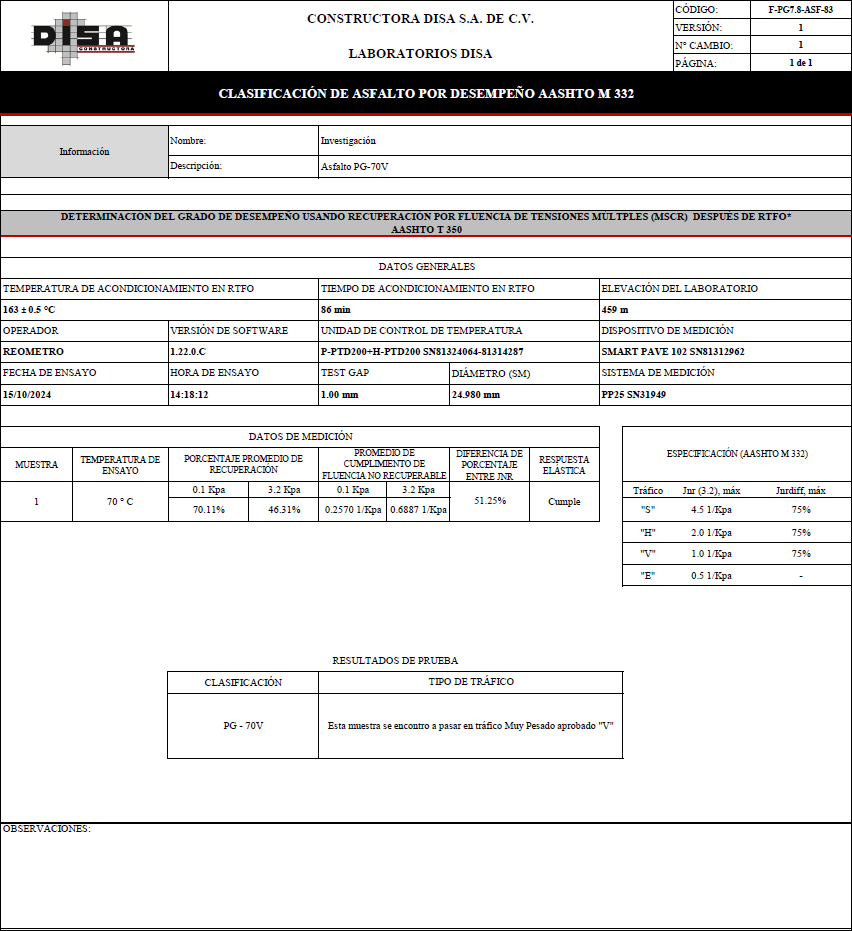 DISA
CONSTRUCTORA
CONSTRUCTORA DISA S.A. DE C.V.
LABORATORIOS DISA
CÓDIGO: F-PG7.8-ASF-83
VERSIÓN: 1
Nº CAMBIO: 1
PÁGINA: 1 de 1
CLASIFICACIÓN DE ASFALTO POR DESEMPEÑO AASHTO M 332
Información
Nombre: Investigación
Descripción: Asfalto PG-70V
DETERMINACIÓN DEL GRADO DE DESEMPEÑO USANDO RECUPERACIÓN POR FLUENCIA DE TENSIONES MÚLTPLES (MSCR) DESPUÉS DE RTFO*
AASHTO T 350
DATOS GENERALES
TEMPERATURA DE ACONDICIONAMIENTO EN RTFO TIEMPO DE ACONDICIONAMIENTO EN RTFO ELEVACIÓN DEL LABORATORIO
163 ± 0.5 °C 86 min 459 m
OPERADOR VERSIÓN DE SOFTWARE UNIDAD DE CONTROL DE TEMPERATURA DISPOSITIVO DE MEDICIÓN
REOMETRO 1.22.0.C P-PTD200+H-PTD200 SN81324064-81314287 SMART PAVE 102 SN81312962
FECHA DE ENSAYO HORA DE ENSAYO TEST GAP DIÁMETRO (SM) SISTEMA DE MEDICIÓN
15/10/2024 14:18:12 1.00 mm 24.980 mm PP25 SN31949
DATOS DE MEDICIÓN
MUESTRA
TEMPERATURA DE
ENSAYO
PORCENTAJE PROMEDIO DE
RECUPERACIÓN
PROMEDIO DE
CUMPLIMIENTO DE
FLUENCIA NO RECUPERABLE
DIFERENCIA DE
PORCENTAJE
ENTRE JNR
RESPUESTA
ELÁSTICA
0.1 Kpa 3.2 Kpa 0.1 Kpa 3.2 Kpa
1 70 ° C 70.11% 46.31% 0.2570 1/Kpa 0.6887 1/Kpa 51.25% Cumple
ESPECIFICACIÓN (AASHTO M 332)
Tráfico Jnr (3.2), máx Jnrdiff, máx
"S" 4.5 1/Kpa 75%
"H" 2.0 1/Kpa 75%
"V" 1.0 1/Kpa 75%
"E" 0.5 1/Kpa -
RESULTADOS DE PRUEBA
CLASIFICACIÓN TIPO DE TRÁFICO
PG - 70V Esta muestra se encontro a pasar en tráfico Muy Pesado aprobado "V"
OBSERVACIONES: